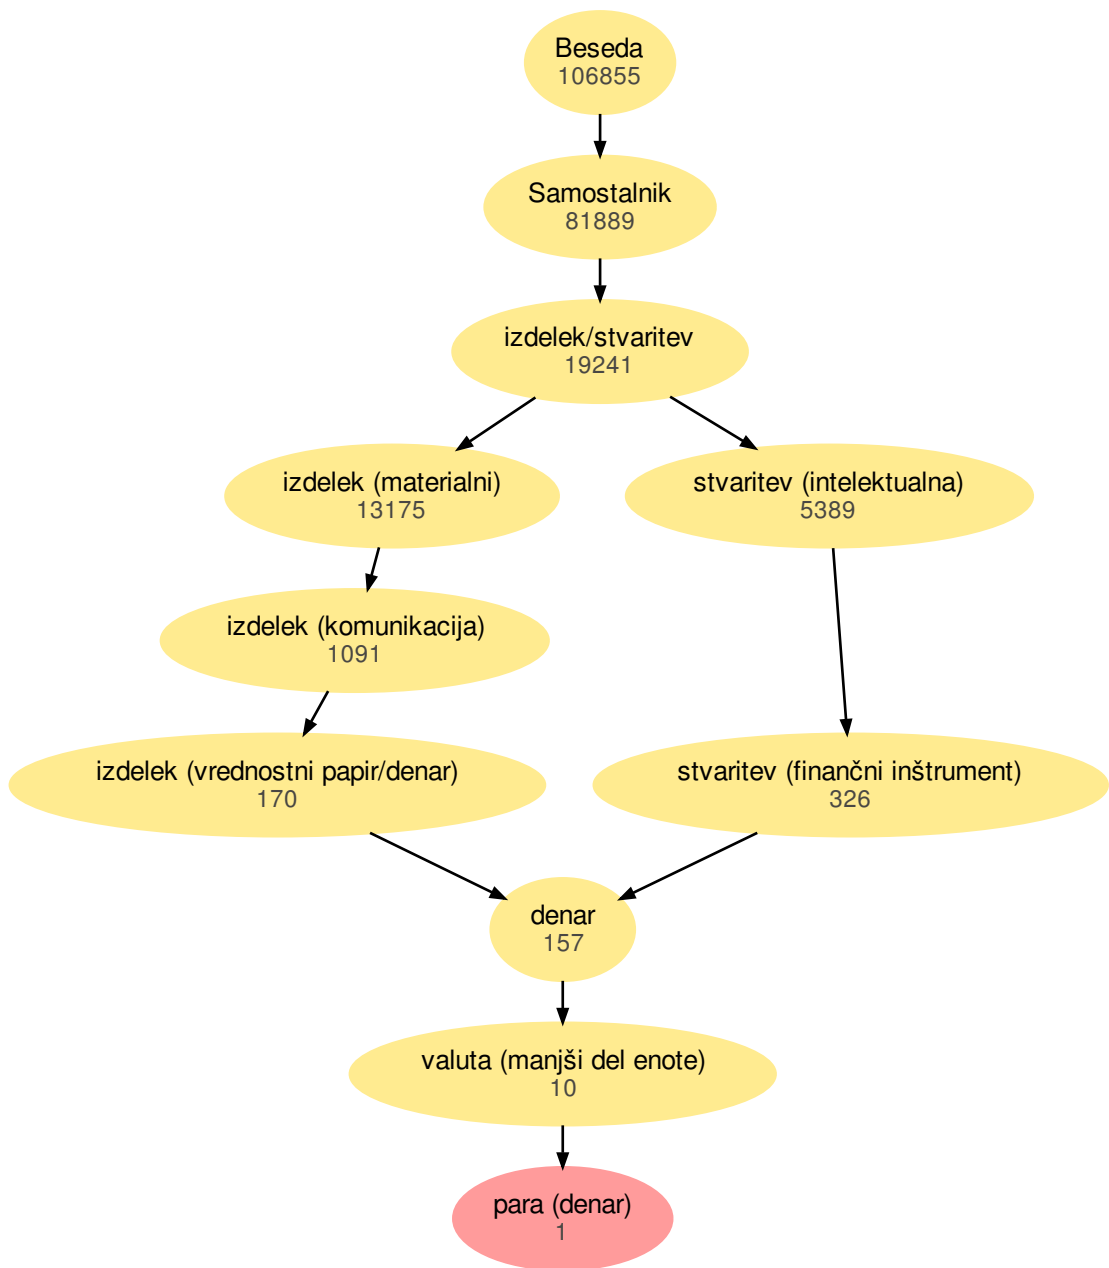 Beseda
106855
Samostalnik
81889
izdelek/stvaritev
19241
izdelek (materialni)
13175
stvaritev (intelektualna)
5389
izdelek (komunikacija)
1091
izdelek (vrednostni papir/denar)
170
stvaritev (finančni inštrument)
326
denar
157
valuta (manjši del enote)
10
para (denar)
1